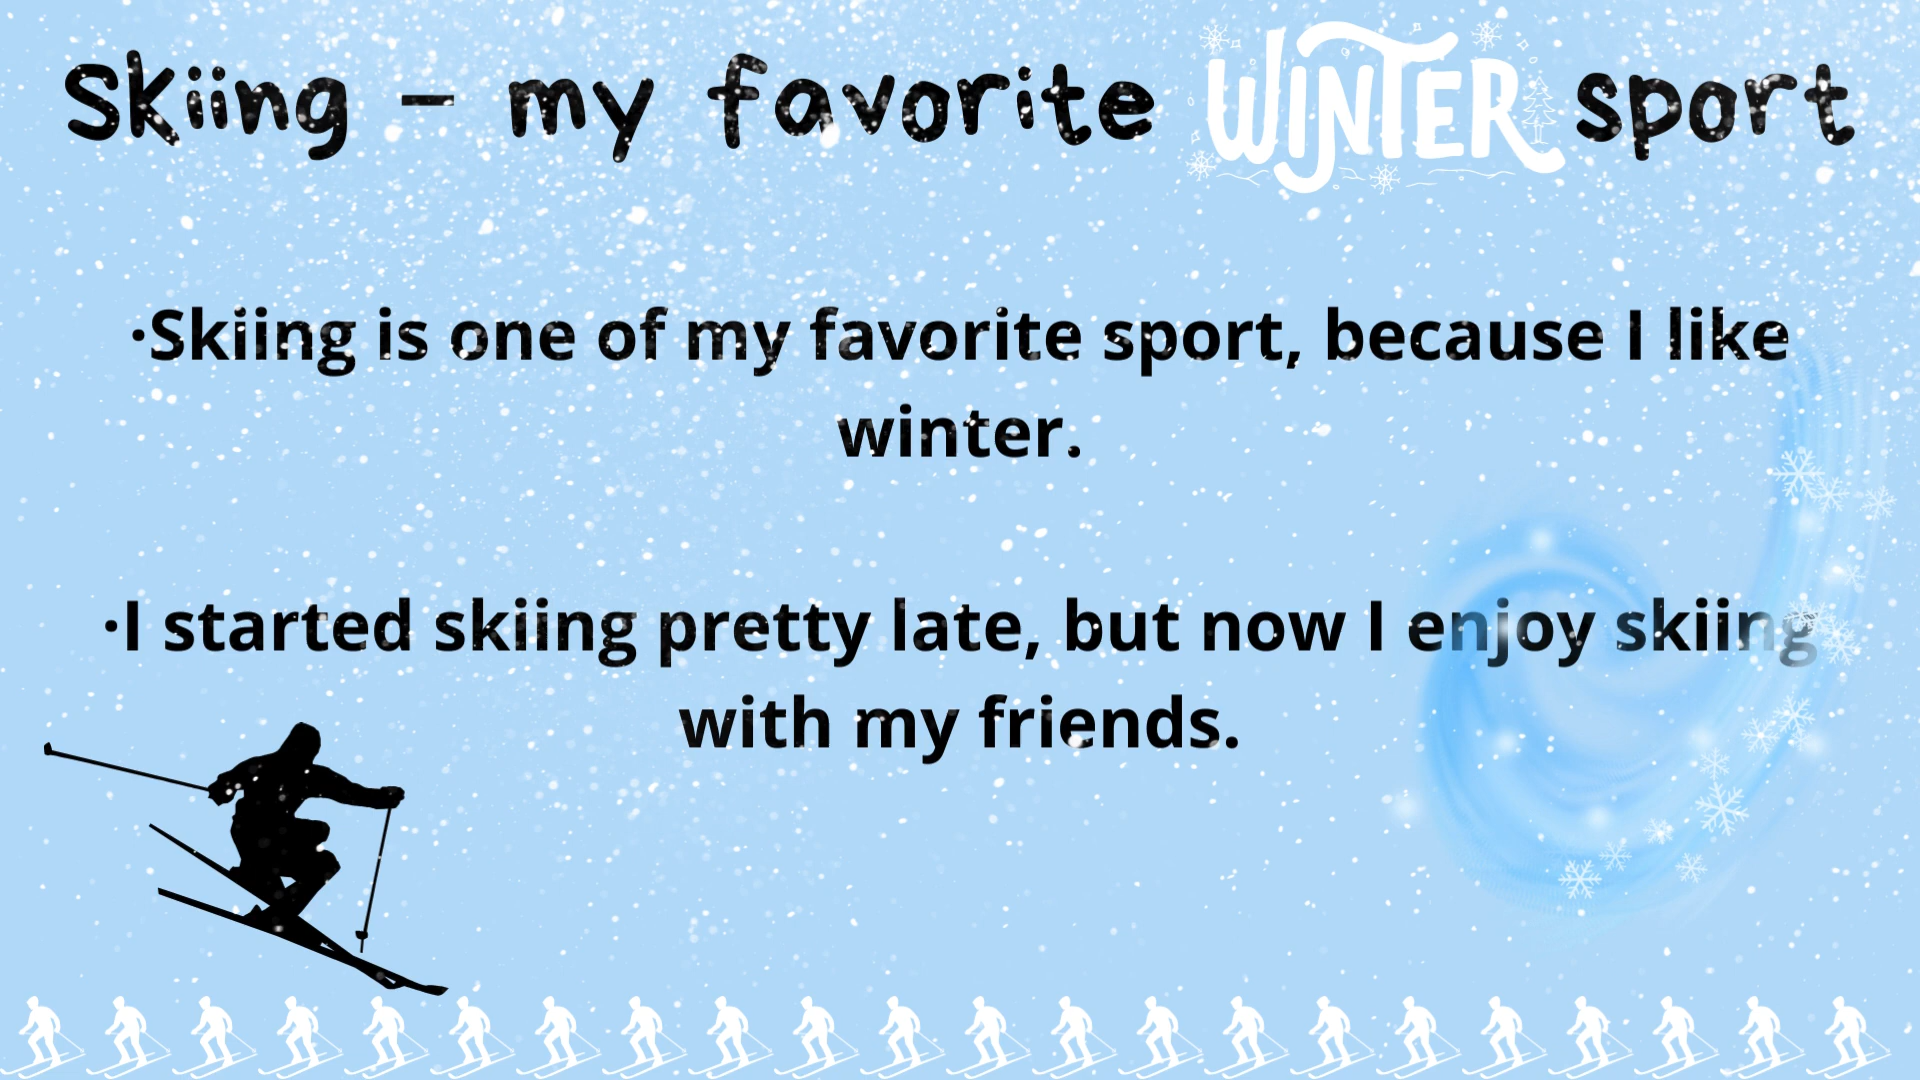 Skiing - my favorite WINTER sport
·Skiing is one of my favorite sport, because I like
winter.
·I started skiing pretty late, but now I enjoy skiing
with my friends.